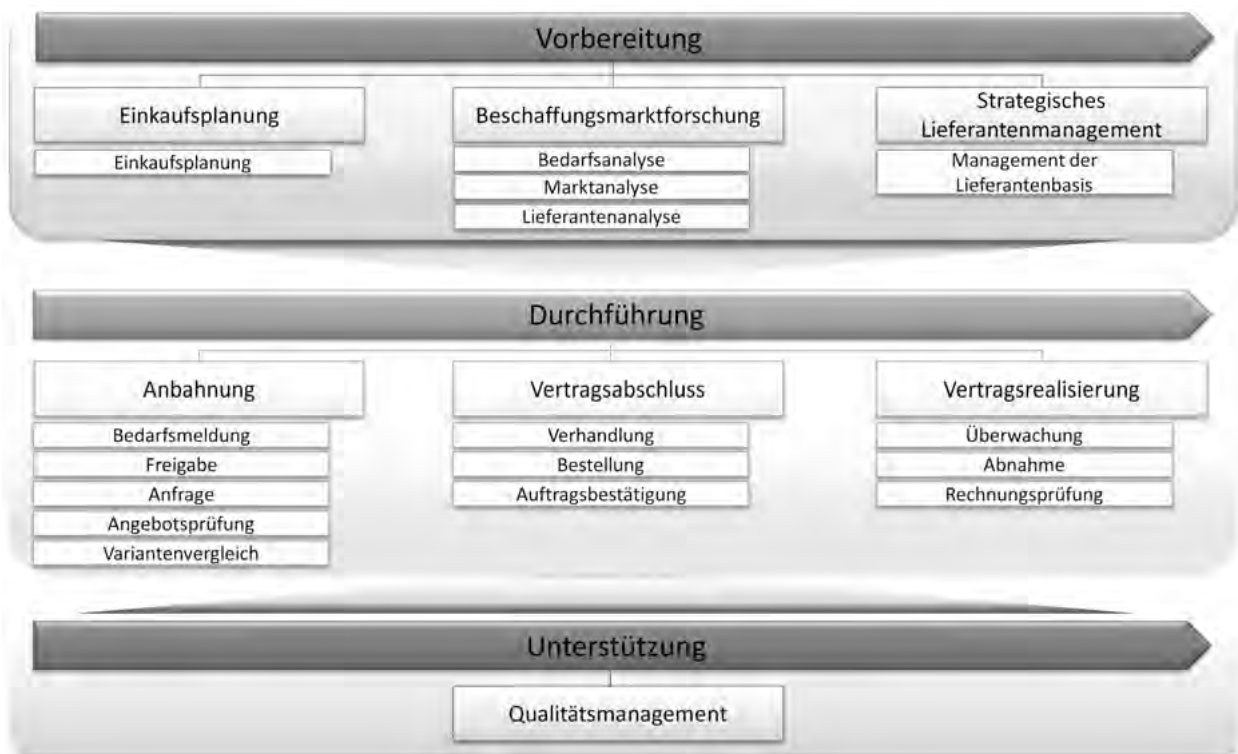 Vorbereitung
Einkaufsplanung
Einkaufsplanung
Beschaffungsmarktforschung
Bedarfsanalyse
Marktanalyse
Lieferantenanalyse
Strategisches
Lieferantenmanagement
Management der
Lieferantenbasis
Durchführung
Anbahnung
Bedarfsmeldung
Freigabe
Anfrage
Angebotsprüfung
Variantenvergleich
Vertragsabschluss
Verhandlung
Bestellung
Auftragsbestätigung
Vertragsrealisierung
Überwachung
Abnahme
Rechnungsprüfung
Unterstützung
Qualitätsmanagement